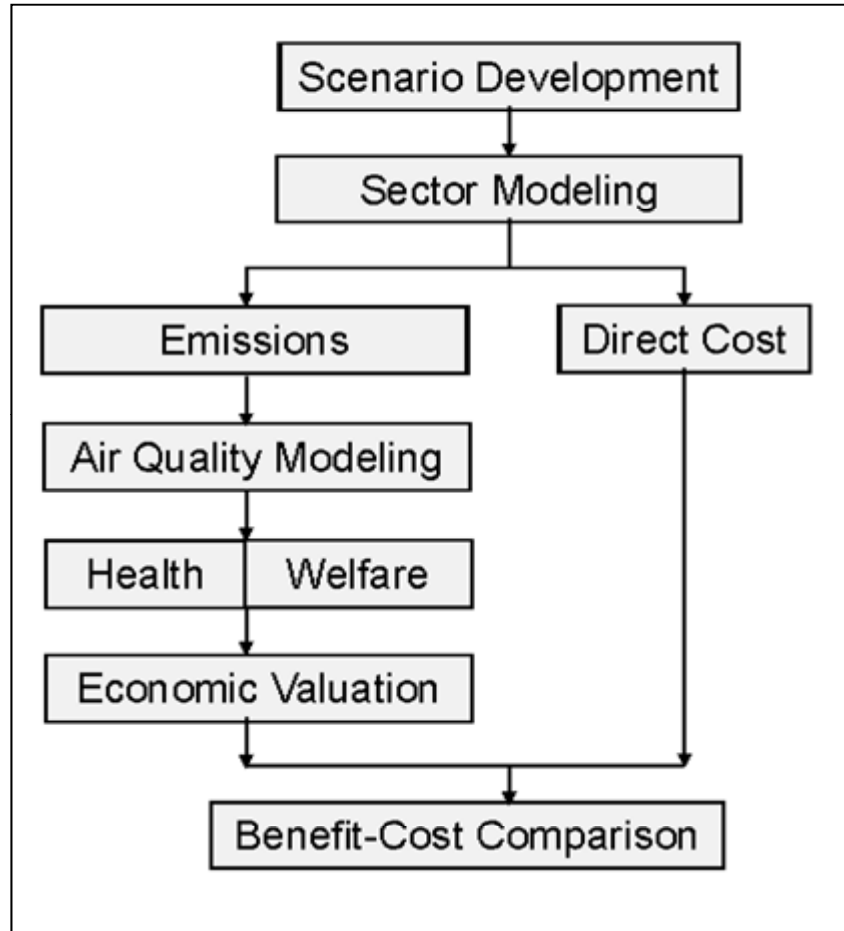 Scenario Development
Sector Modeling
Emissions
Direct Cost
Air Quality Modeling
Health
Welfare
Economic Valuation
Benefit-Cost Comparison